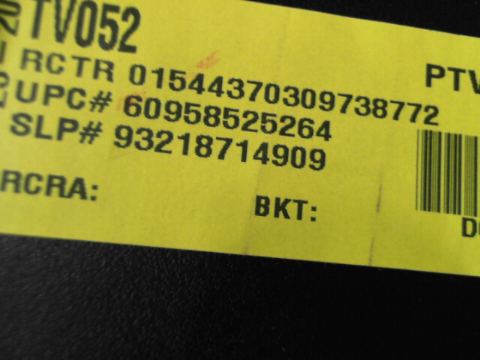 TV052
PTV
RCTR 01544370309738772
UPC# 60958525264
SLP# 93218714909
RCRA:
BKT: